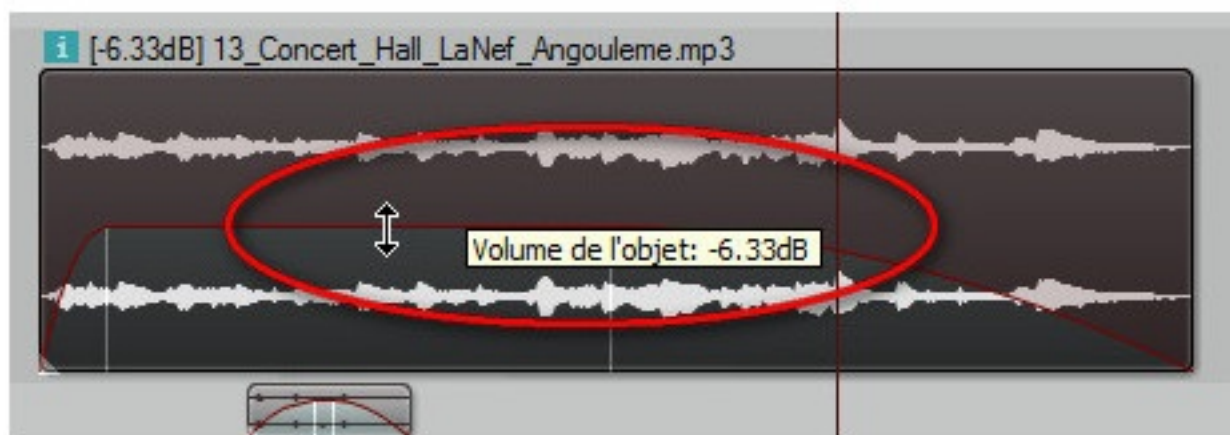 i [-6.33dB] 13_Concert_Hall_LaNef_Angouleme.mp3
Volume de l'objet: -6.33dB